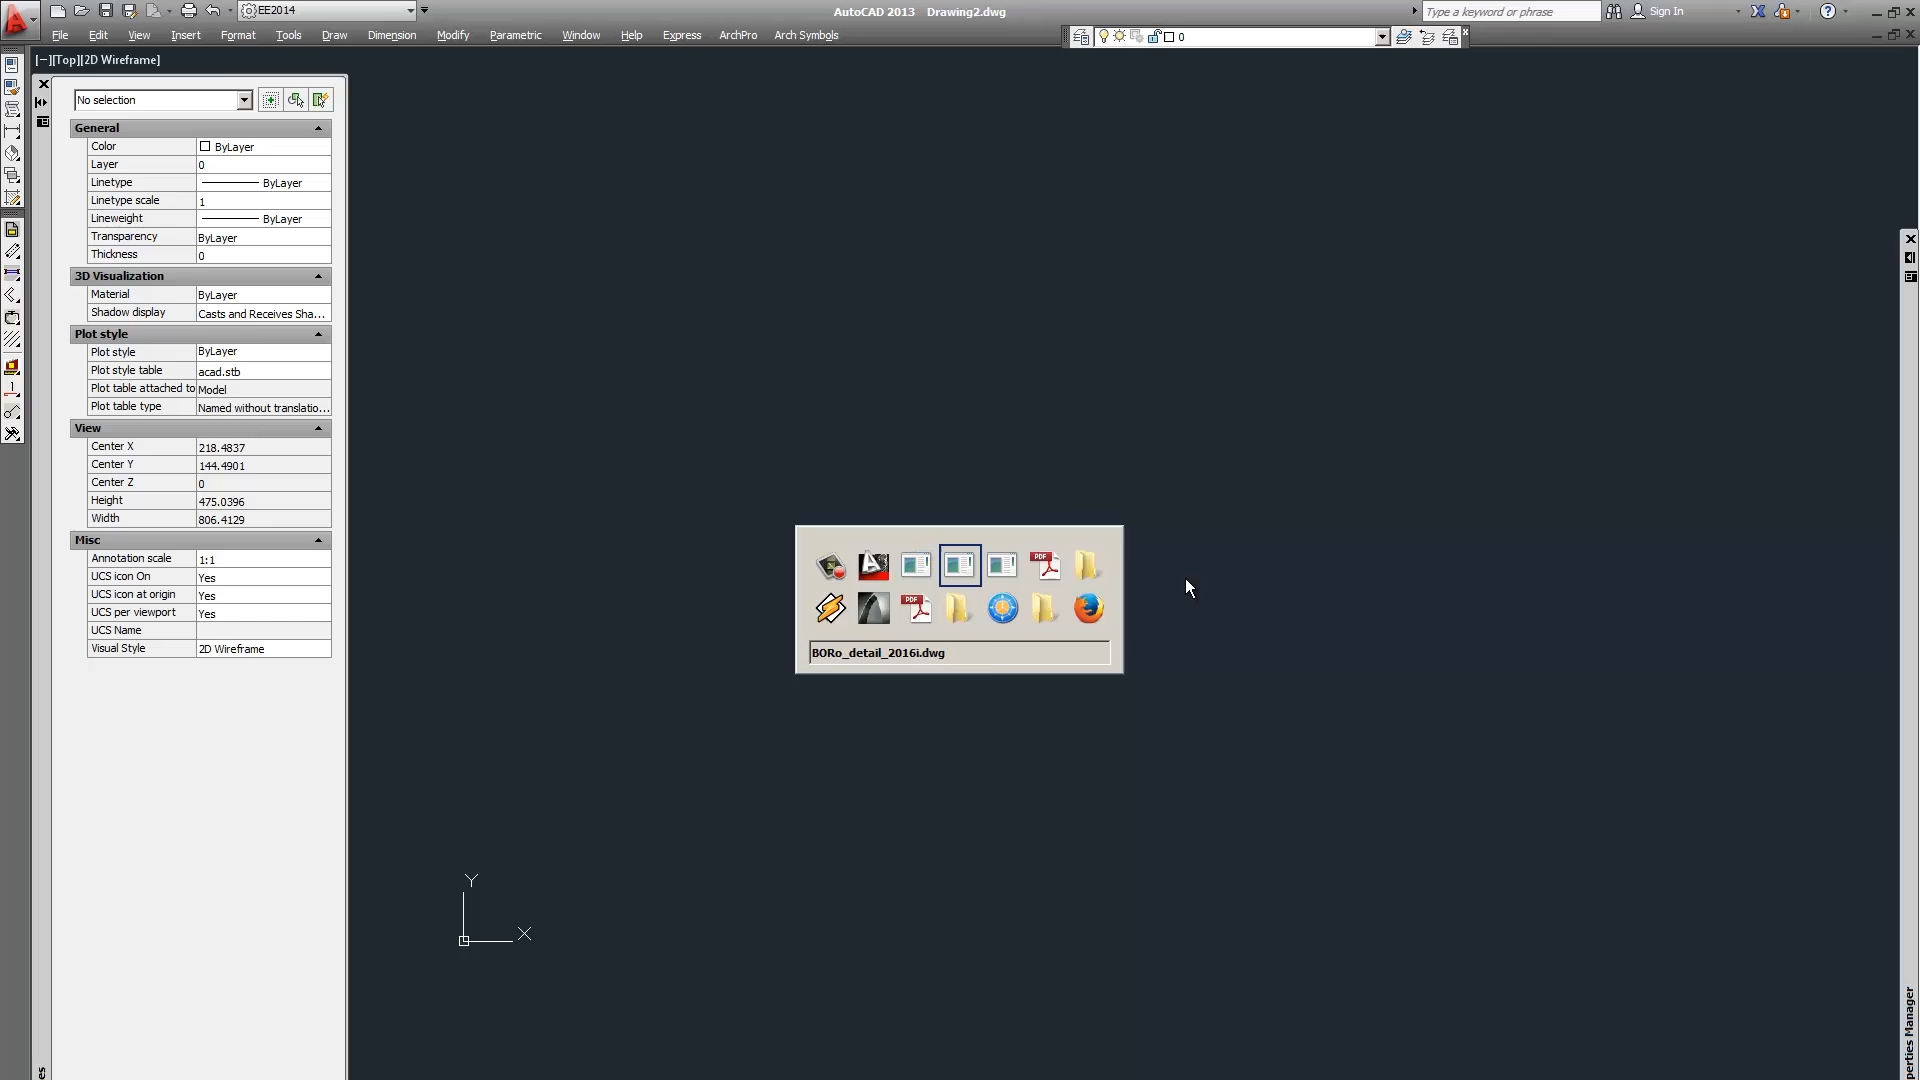 EE2014
AutoCAD 2013 Drawing2.dwg
Type a keyword or phrase
Sign In
File Edit View Insert Format Tools Draw Dimension Modify Parametric Window Help Express ArchPro Arch Symbols
0
[−][Top][2D Wireframe]
No selection
General
Color ByLayer
Layer 0
Linetype ByLayer
Linetype scale 1
Lineweight ByLayer
Transparency ByLayer
Thickness 0
3D Visualization
Material ByLayer
Shadow display Casts and Receives Sha...
Plot style
Plot style ByLayer
Plot style table acad.stb
Plot table attached to Model
Plot table type Named without translatio...
View
Center X 218.4837
Center Y 144.4901
Center Z 0
Height 475.0396
Width 806.4129
Misc
Annotation scale 1:1
UCS icon On Yes
UCS icon at origin Yes
UCS per viewport Yes
UCS Name
Visual Style 2D Wireframe
PDF
PDF
BORo_detail_2016i.dwg
Y
X
es
perties Manager